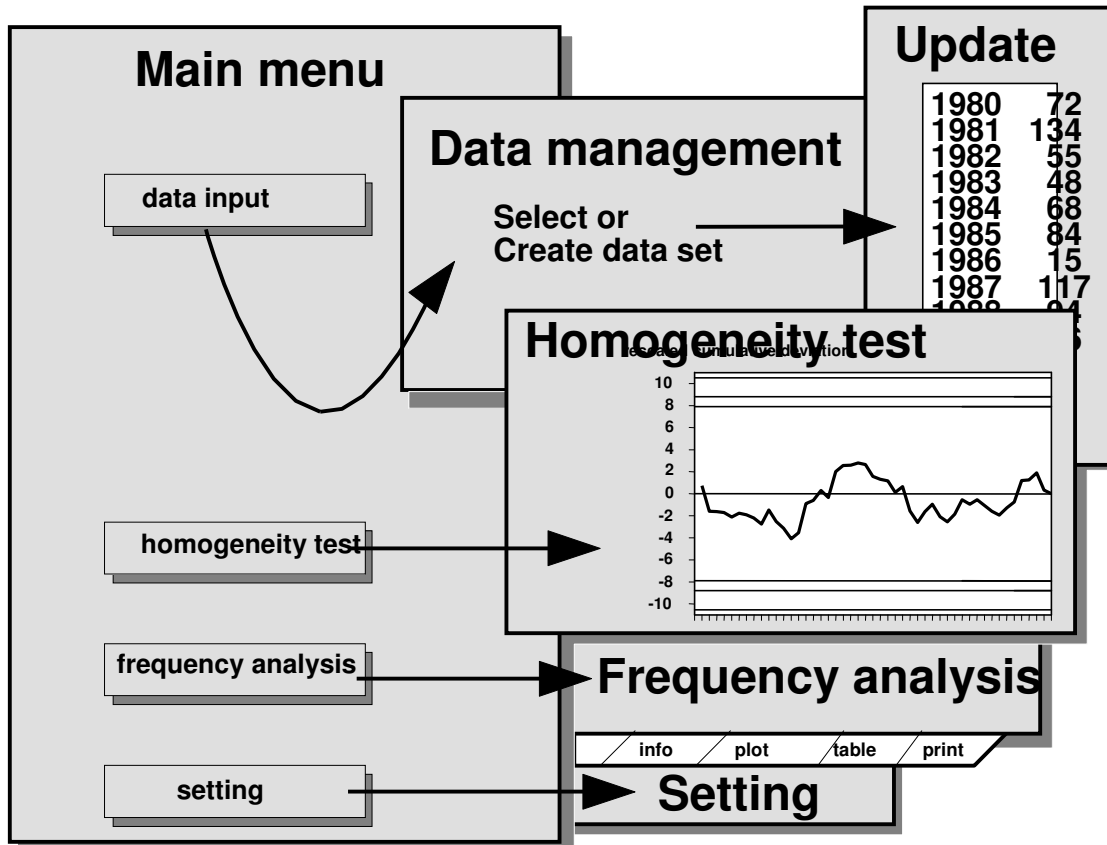 Main menu
data input
homogeneity test
frequency analysis
setting
Data management
Select or
Create data set
Update
1980 72
1981 134
1982 55
1983 48
1984 68
1985 84
1986 15
1987 117
Homogeneity test
cumulative deviation
10
8
6
4
2
0
-2
-4
-6
-8
-10
Frequency analysis
info plot table print
Setting